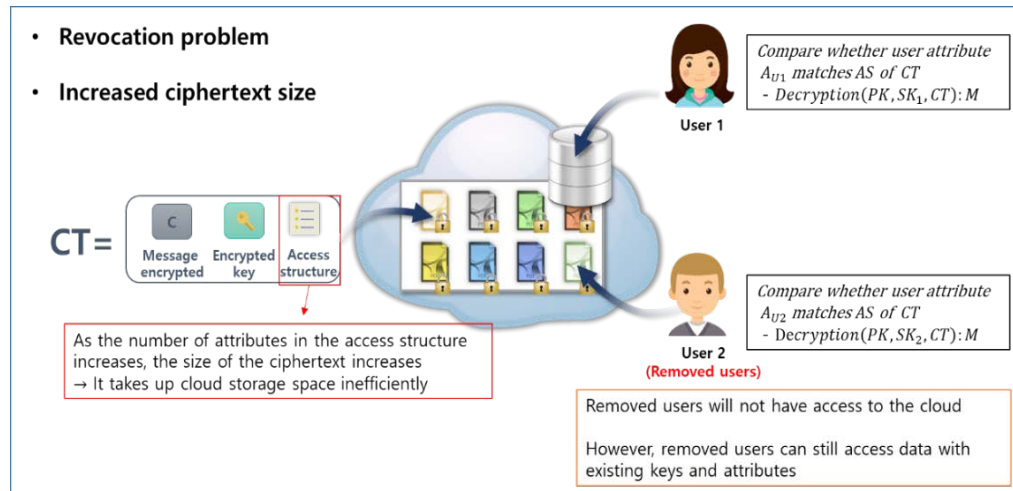 • Revocation problem
• Increased ciphertext size
CT=
C
Message
encrypted
Encrypted
key
Access
structure
As the number of attributes in the access structure
increases, the size of the ciphertext increases
→ It takes up cloud storage space inefficiently
User 1
Compare whether user attribute
A_{U1} matches AS of CT
- Decryption(PK, SK_1, CT): M
User 2
(Removed users)
Compare whether user attribute
A_{U2} matches AS of CT
- Decryption(PK, SK_2, CT): M
Removed users will not have access to the cloud
However, removed users can still access data with
existing keys and attributes